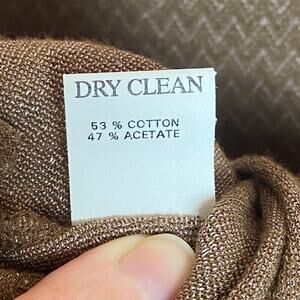 DRY CLEAN
53 % COTTON
47 % ACETATE